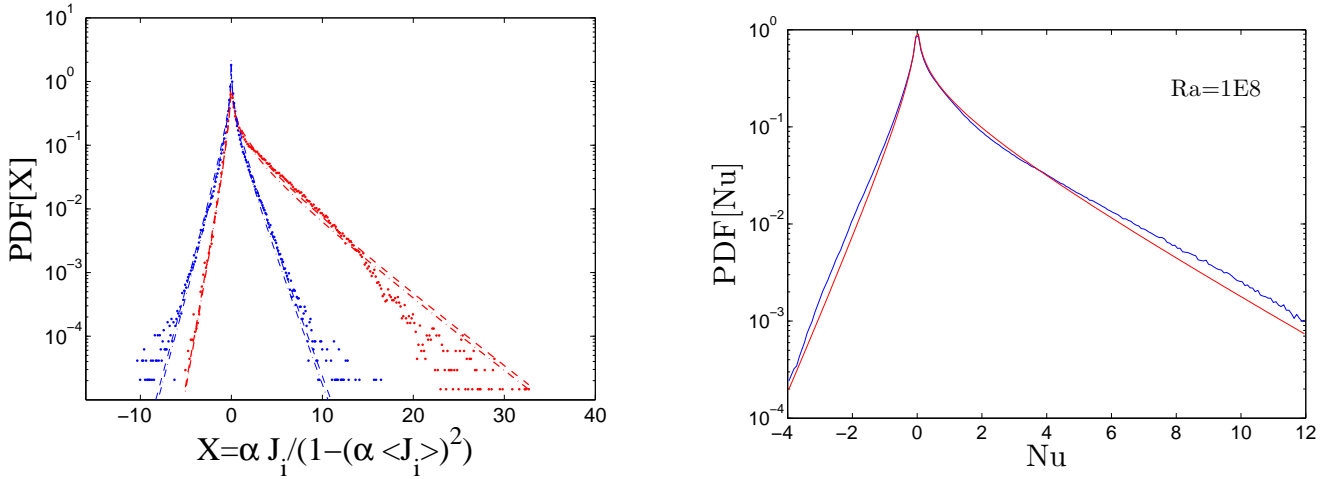 10^1
10^0
10^{-1}
10^{-2}
10^{-3}
10^{-4}
PDF[X]
−10 0 10 20 30 40
X=α J_i/(1−(α <J_i>)^2)
10^0
10^{-1}
10^{-2}
10^{-3}
10^{-4}
PDF[Nu]
Ra=1E8
−4 −2 0 2 4 6 8 10 12
Nu